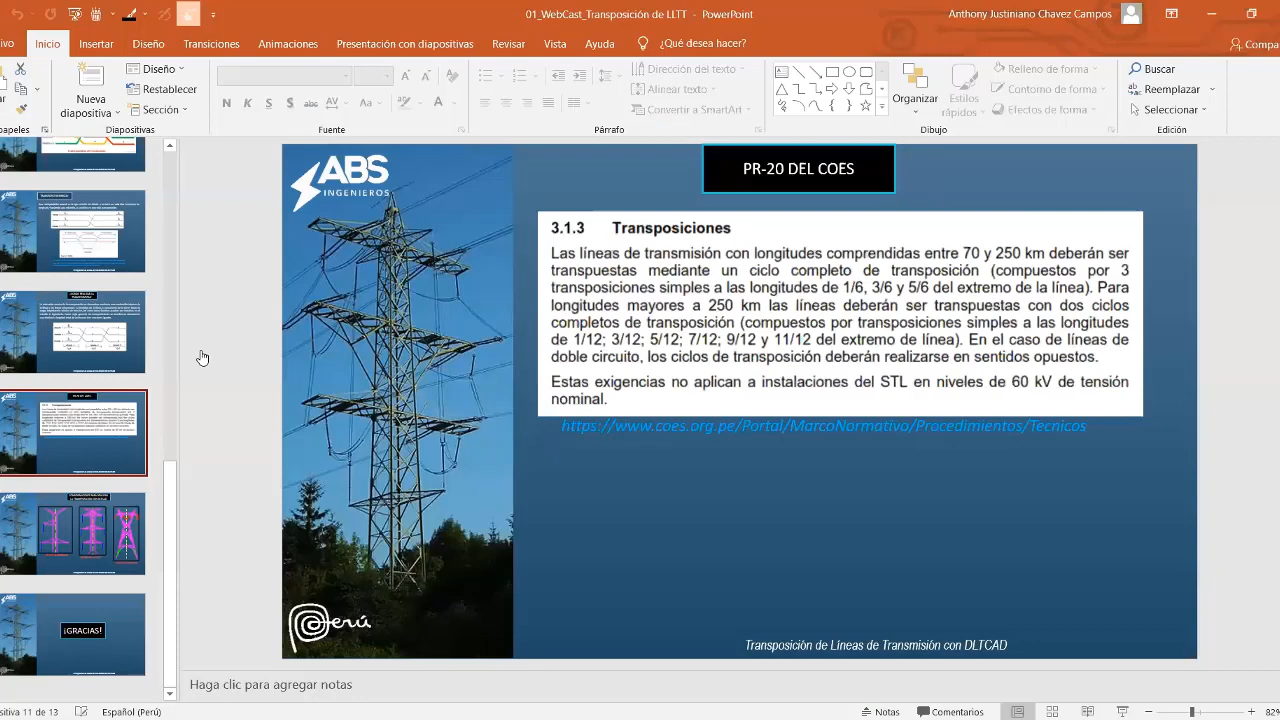 01_WebCast_Transposición de LLTT - PowerPoint
Anthony Justiniano Chavez Campos
Inicio Insertar Diseño Transiciones Animaciones Presentación con diapositivas Revisar Vista Ayuda ¿Qué desea hacer?
Nueva diapositiva
Diseño
Restablecer
Sección
Diapositivas
N K S S abc AV Aa A
Fuente
Dirección del texto
Alinear texto
Convertir a SmartArt
Párrafo
Organizar
Estilos rápidos
Relleno de forma
Contorno de forma
Efectos de forma
Dibujo
Buscar
Reemplazar
Seleccionar
Edición
¡GRACIAS!
ABS
INGENIEROS
PR-20 DEL COES
3.1.3 Transposiciones
Las líneas de transmisión con longitudes comprendidas entre 70 y 250 km deberán ser
transpuestas mediante un ciclo completo de transposición (compuestos por 3
transposiciones simples a las longitudes de 1/6, 3/6 y 5/6 del extremo de la línea). Para
longitudes mayores a 250 km las líneas deberán ser transpuestas con dos ciclos
completos de transposición (compuestos por transposiciones simples a las longitudes
de 1/12; 3/12; 5/12; 7/12; 9/12 y 11/12 del extremo de línea). En el caso de líneas de
doble circuito, los ciclos de transposición deberán realizarse en sentidos opuestos.
Estas exigencias no aplican a instalaciones del STL en niveles de 60 kV de tensión
nominal.
https://www.coes.org.pe/Portal/MarcoNormativo/Procedimientos/Tecnicos
Perú
Transposición de Líneas de Transmisión con DLTCAD
Haga clic para agregar notas
sitiva 11 de 13 Español (Perú) Notas Comentarios 82%